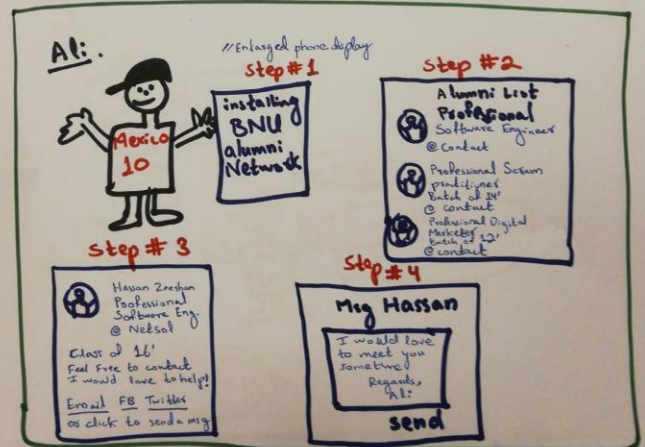 Ali.
//Enlarged phone display
Step #1
installing
BNU
alumni
Network
Mexico
10
Step #2
Alumni List
Professional
Software Engineer
@ contact
Professional Scrum
pratitioner
Batch of 14'
@ contact
Professional Digital
Marketer
Batch of 12'
@ contact
Step # 3
Hassan Zeeshan
Professional
Software Eng.
@ Netsol
Class of 16'
Feel Free to contact
I would love to help!
Email FB Twitter
or click to send a msg
Step #4
Msg Hassan
I would love
to meet you
sometime
Regards,
Ali
send